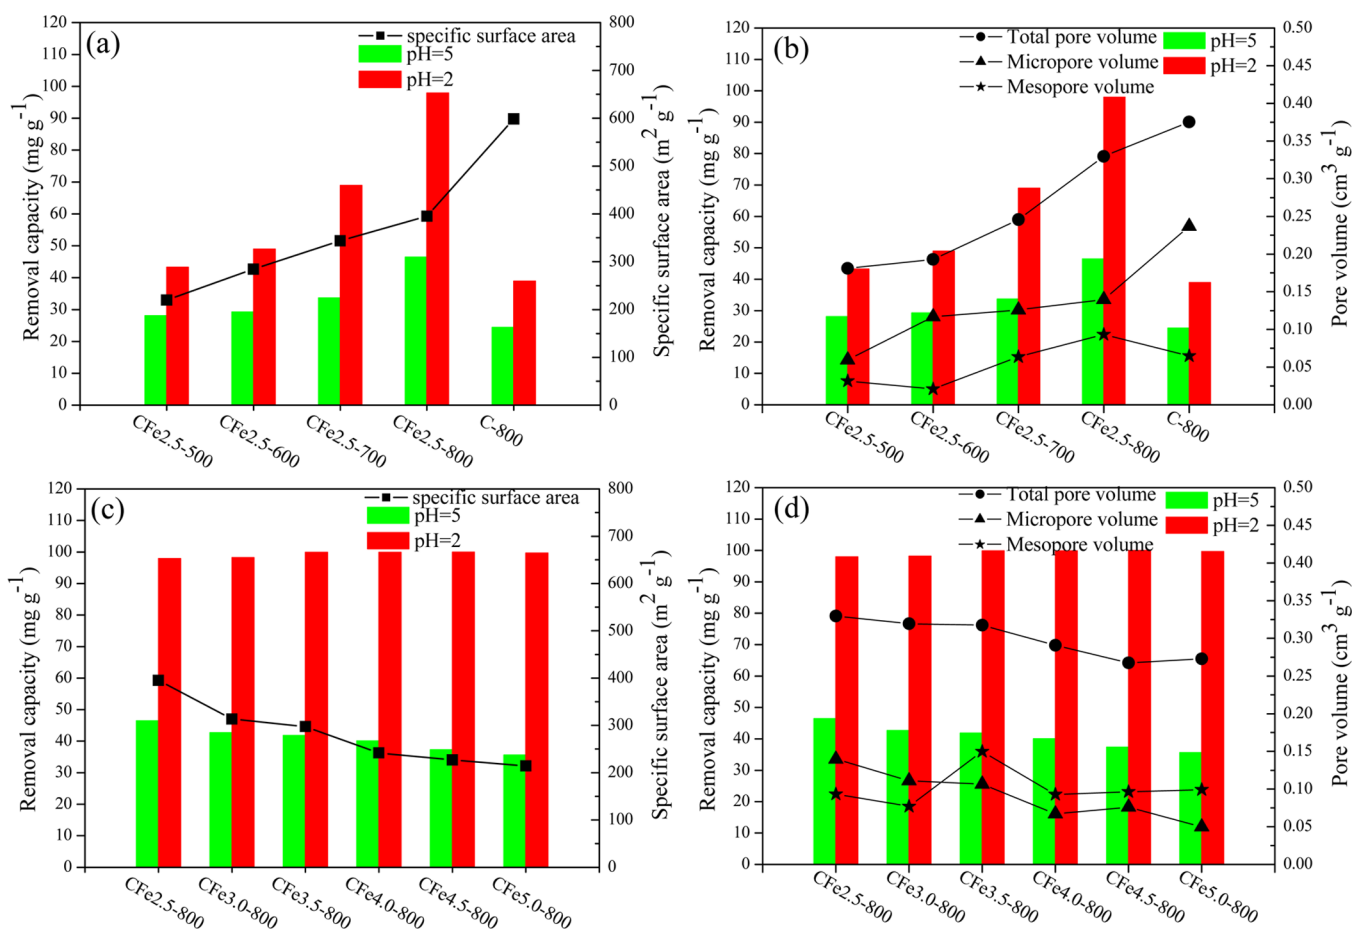 (a)
specific surface area
pH=5
pH=2
Removal capacity (mg g-1)
0
10
20
30
40
50
60
70
80
90
100
110
120
Specific surface area (m2 g-1)
0
100
200
300
400
500
600
700
800
CFe2.5-500
CFe2.5-600
CFe2.5-700
CFe2.5-800
C-800
(b)
Total pore volume
Micropore volume
Mesopore volume
pH=5
pH=2
Removal capacity (mg g-1)
0
10
20
30
40
50
60
70
80
90
100
110
120
Pore volume (cm3 g-1)
0.00
0.05
0.10
0.15
0.20
0.25
0.30
0.35
0.40
0.45
0.50
CFe2.5-500
CFe2.5-600
CFe2.5-700
CFe2.5-800
C-800
(c)
specific surface area
pH=5
pH=2
Removal capacity (mg g-1)
0
10
20
30
40
50
60
70
80
90
100
110
120
Specific surface area (m2 g-1)
0
100
200
300
400
500
600
700
800
CFe2.5-800
CFe3.0-800
CFe3.5-800
CFe4.0-800
CFe4.5-800
CFe5.0-800
(d)
Total pore volume
Micropore volume
Mesopore volume
pH=5
pH=2
Removal capacity (mg g-1)
0
10
20
30
40
50
60
70
80
90
100
110
120
Pore volume (cm3 g-1)
0.00
0.05
0.10
0.15
0.20
0.25
0.30
0.35
0.40
0.45
0.50
CFe2.5-800
CFe3.0-800
CFe3.5-800
CFe4.0-800
CFe4.5-800
CFe5.0-800